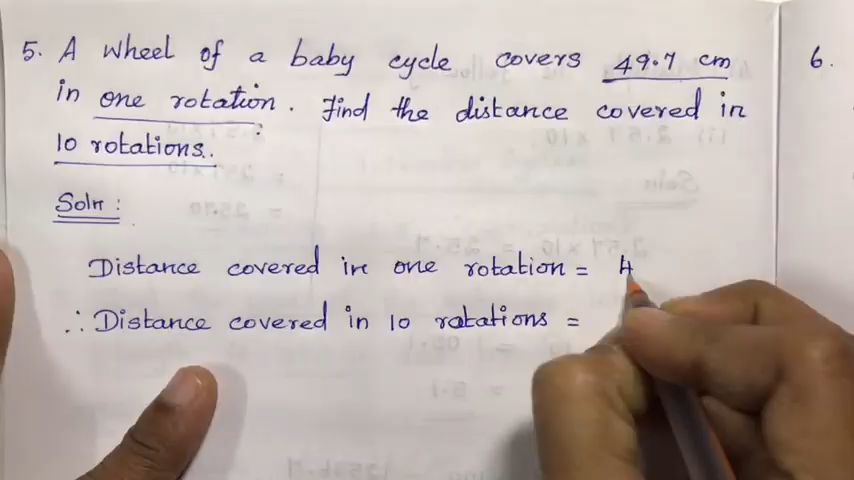 5. A wheel of a baby cycle covers 49.7 cm
in one rotation. Find the distance covered in
10 rotations.
Soln :
Distance covered in one rotation = 4
∴ Distance covered in 10 rotations =
6.